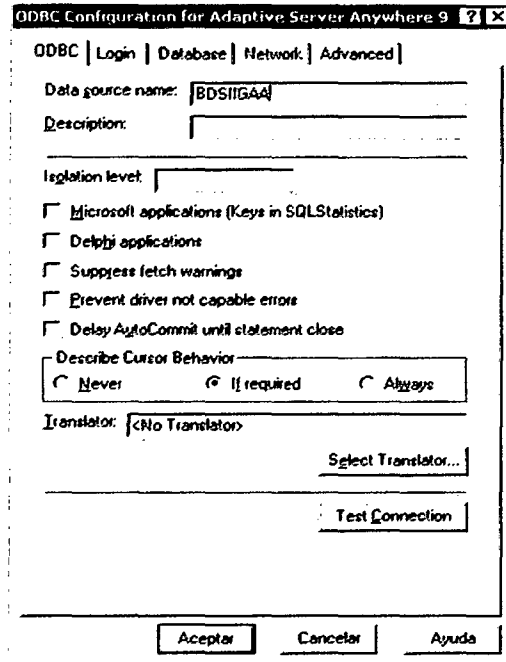 ODBC Configuration for Adaptive Server Anywhere 9 ? X
ODBC Login Database Network Advanced
Data source name: BDSIIGAA
Description:
Isolation level:
Microsoft applications (Keys in SQLStatistics)
Delphi applications
Suppress fetch warnings
Prevent driver not capable errors
Delay AutoCommit until statement close
Describe Cursor Behavior
Never If required Always
Translator: <No Translator>
Select Translator...
Test Connection
Aceptar Cancelar Ayuda